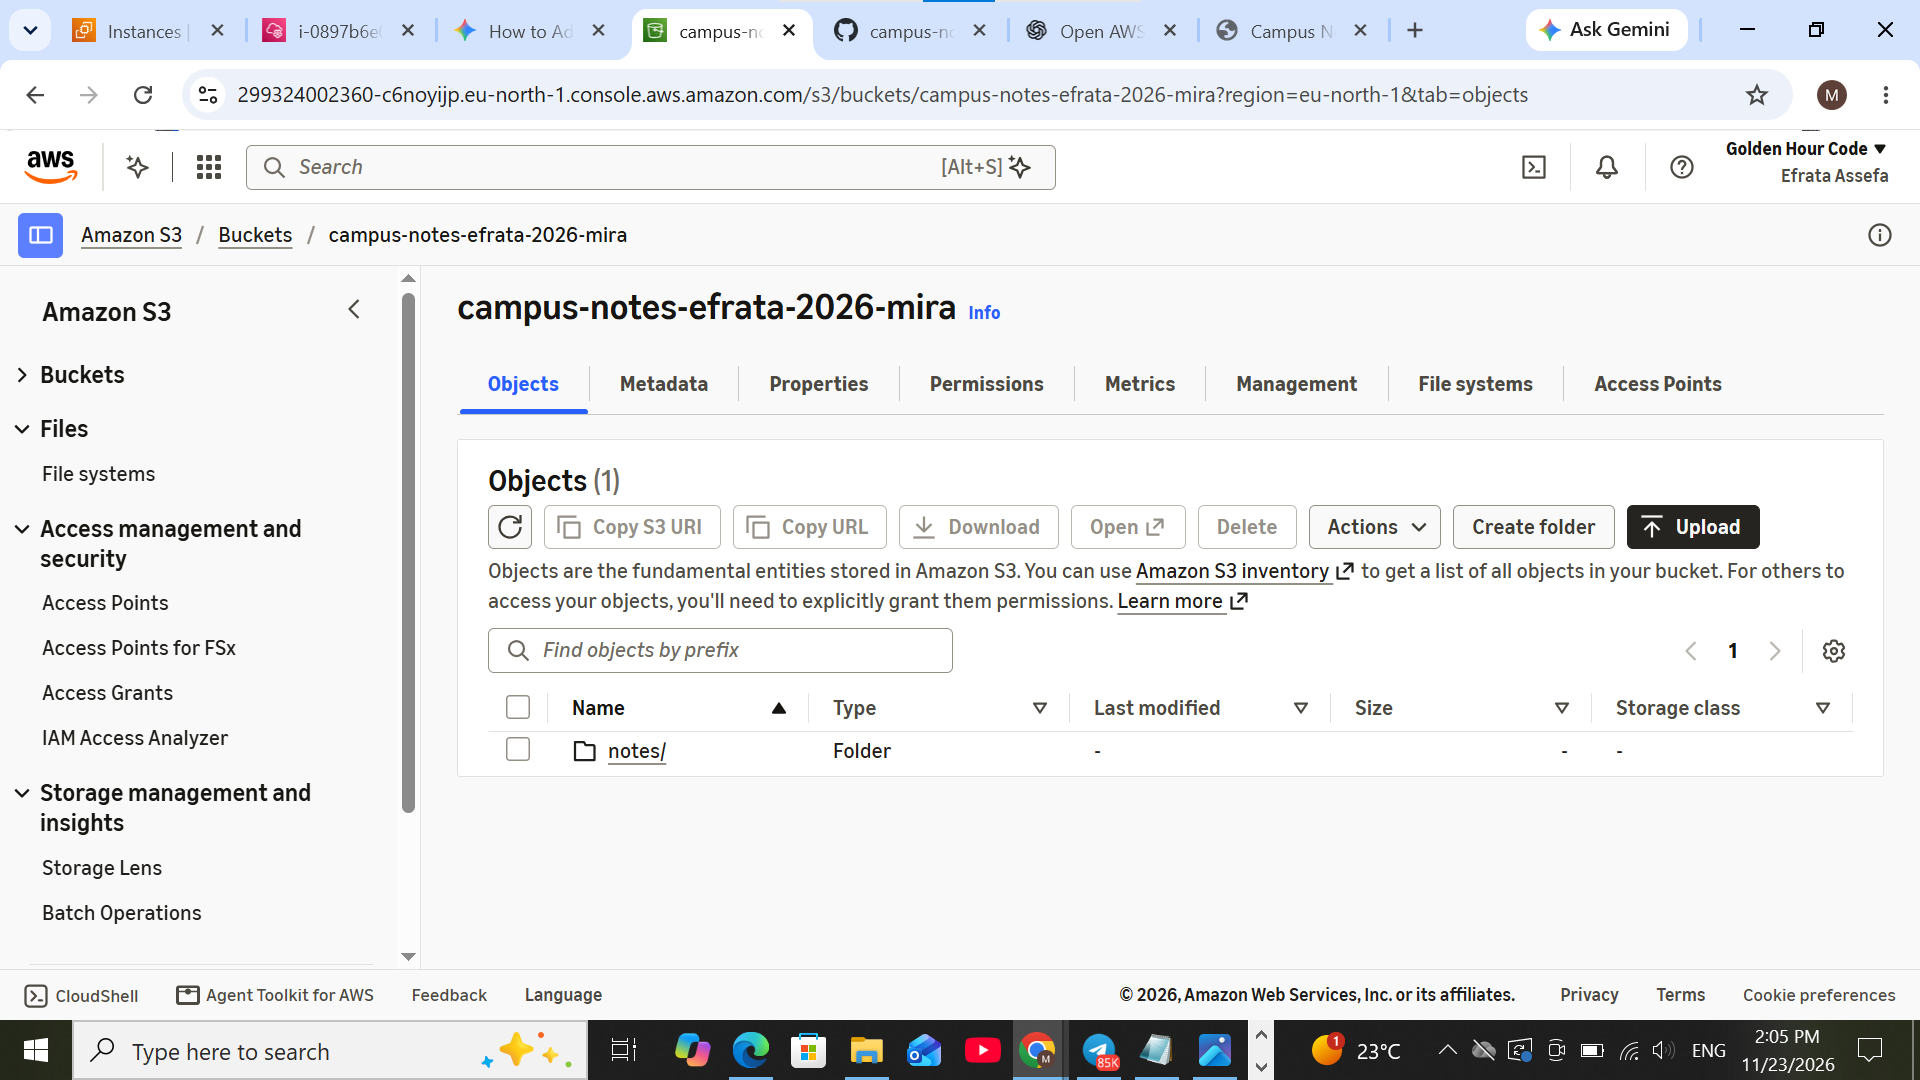 Instances |
i-0897b6e
How to Ad
campus-no
campus-no
Open AWS
Campus N
Ask Gemini
299324002360-c6noyijp.eu-north-1.console.aws.amazon.com/s3/buckets/campus-notes-efrata-2026-mira?region=eu-north-1&tab=objects
M
aws
Search
[Alt+S]
Golden Hour Code
Efrata Assefa
Amazon S3 / Buckets / campus-notes-efrata-2026-mira
Amazon S3
Buckets
Files
File systems
Access management and
security
Access Points
Access Points for FSx
Access Grants
IAM Access Analyzer
Storage management and
insights
Storage Lens
Batch Operations
campus-notes-efrata-2026-mira Info
Objects
Metadata
Properties
Permissions
Metrics
Management
File systems
Access Points
Objects (1)
Copy S3 URI
Copy URL
Download
Open
Delete
Actions
Create folder
Upload
Objects are the fundamental entities stored in Amazon S3. You can use Amazon S3 inventory to get a list of all objects in your bucket. For others to
access your objects, you'll need to explicitly grant them permissions. Learn more
Find objects by prefix
1
Name Type Last modified Size Storage class
notes/ Folder - - -
CloudShell
Agent Toolkit for AWS
Feedback
Language
© 2026, Amazon Web Services, Inc. or its affiliates.
Privacy
Terms
Cookie preferences
Type here to search
M
85K
1
23°C
ENG
2:05 PM
11/23/2026